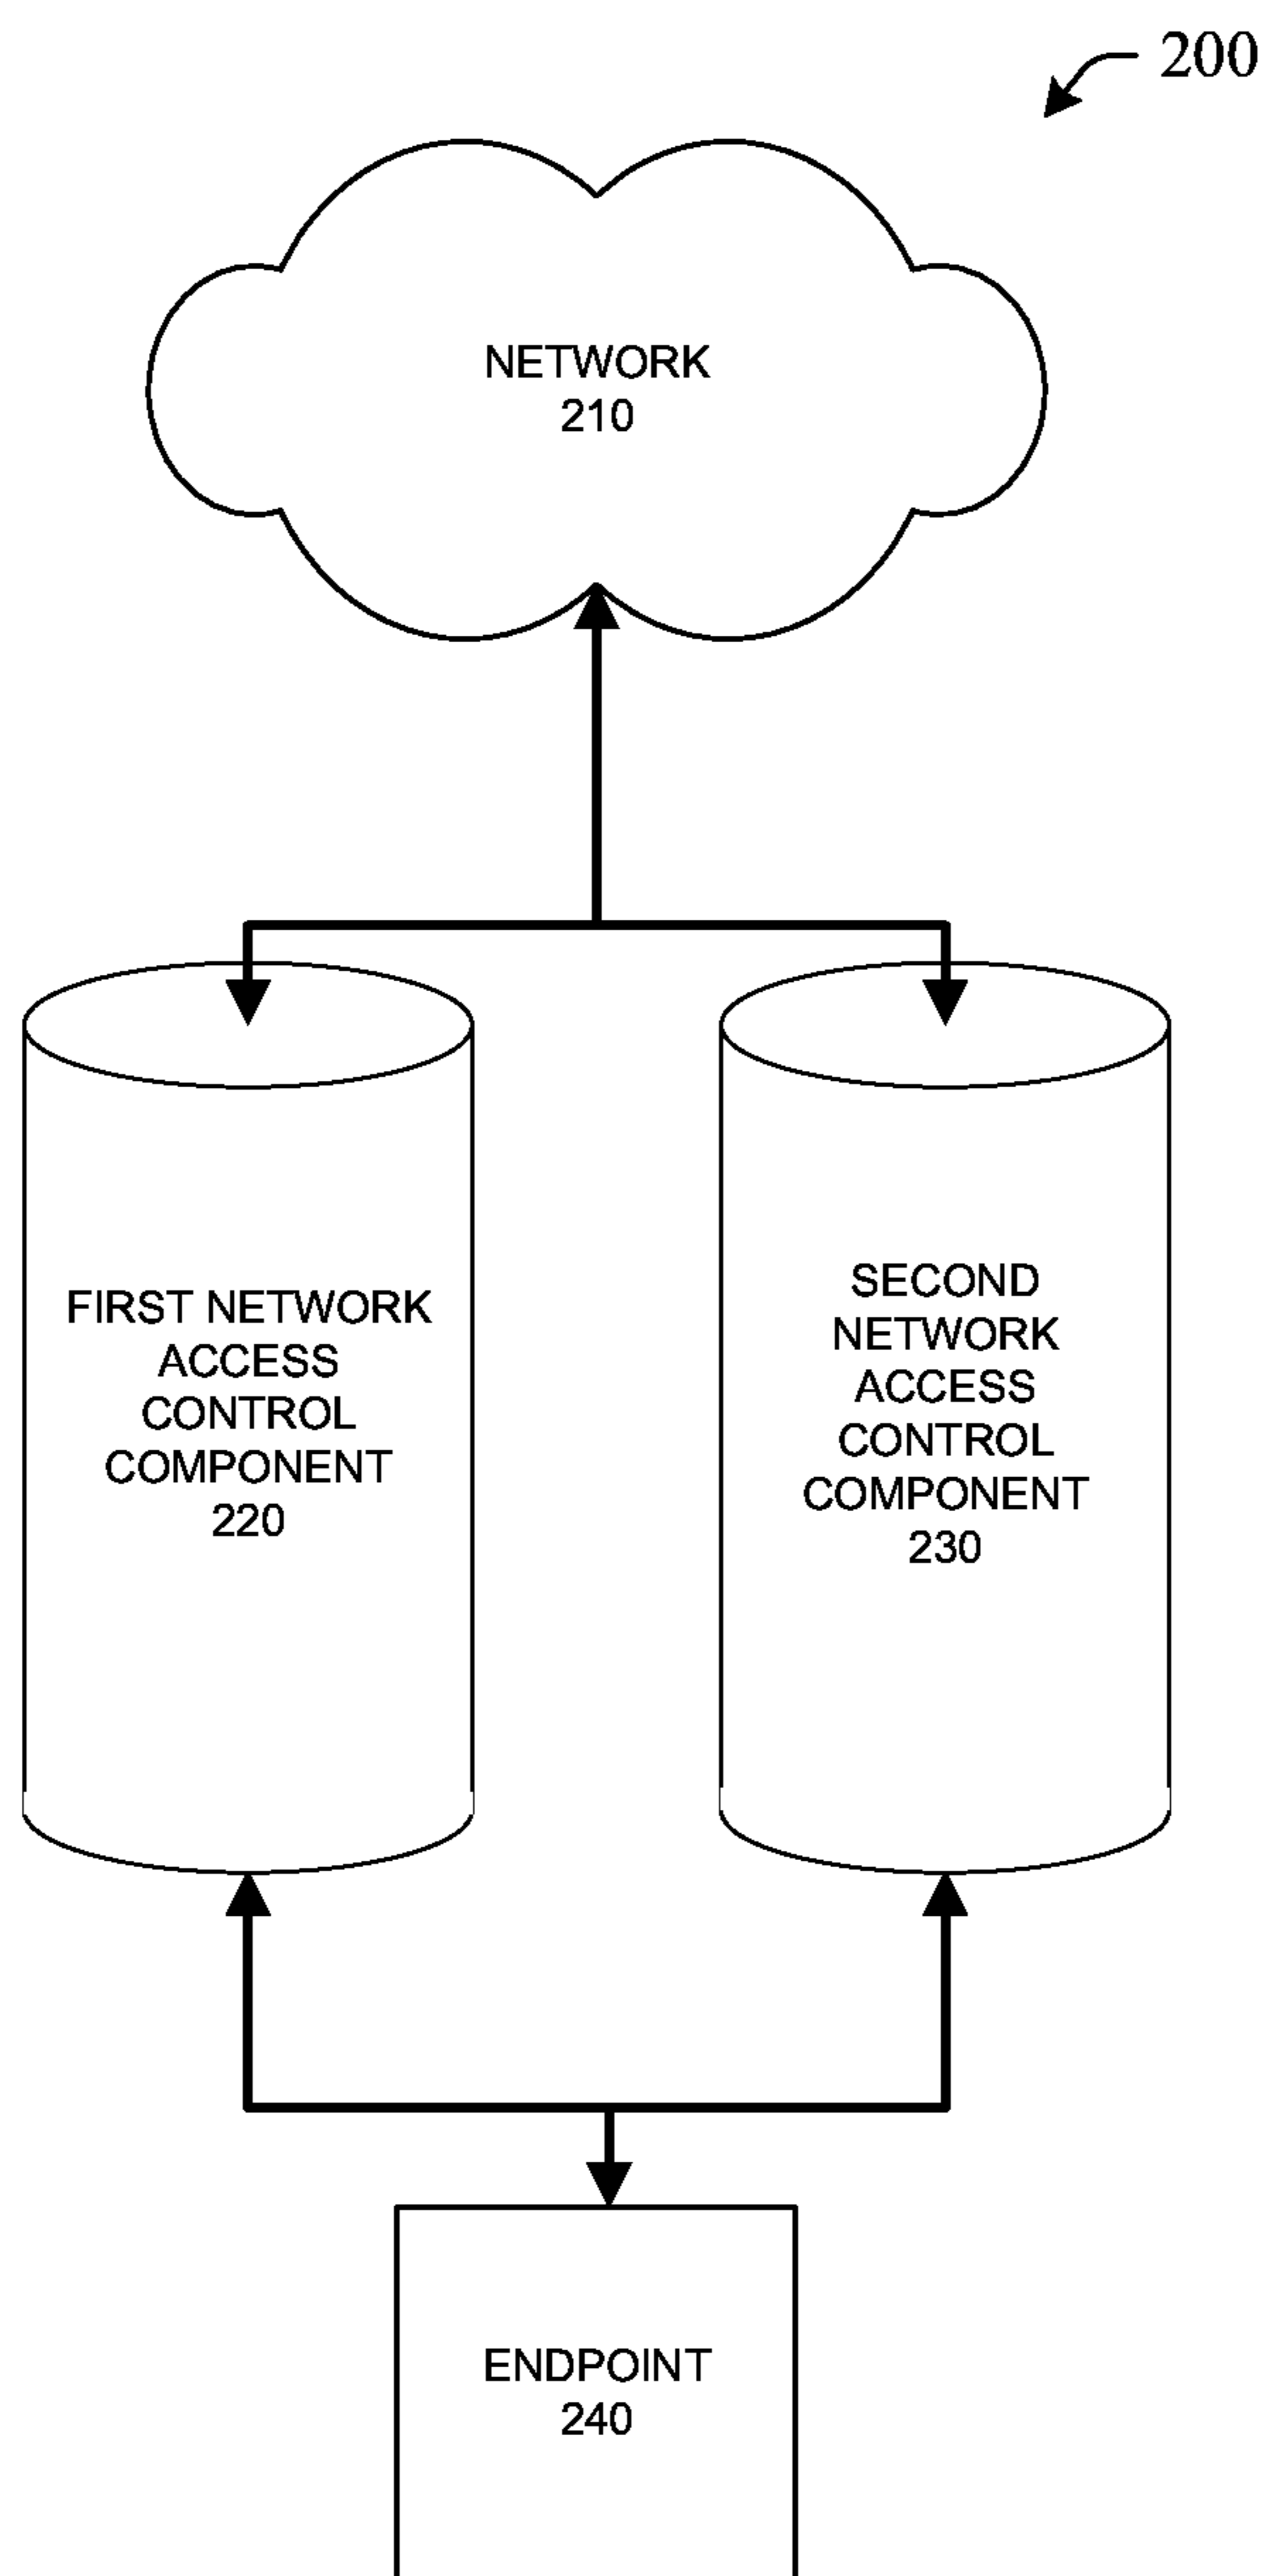 200
NETWORK
210
FIRST NETWORK
ACCESS
CONTROL
COMPONENT
220
SECOND
NETWORK
ACCESS
CONTROL
COMPONENT
230
ENDPOINT
240